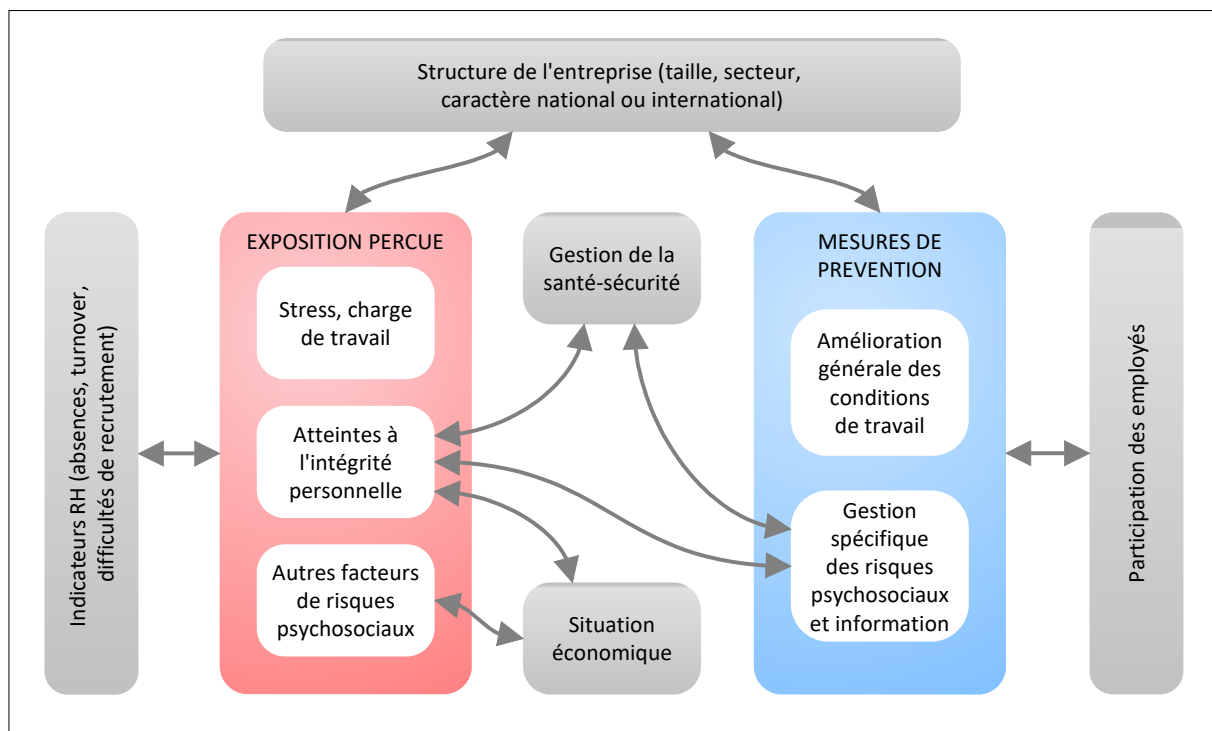 Structure de l'entreprise (taille, secteur,
caractère national ou international)
Indicateurs RH (absences, turnover,
difficultés de recrutement)
EXPOSITION PERCUE
Stress, charge
de travail
Atteintes à
l'intégrité
personnelle
Autres facteurs
de risques
psychosociaux
Gestion de la
santé-sécurité
Situation
économique
MESURES DE
PREVENTION
Amélioration
générale des
conditions
de travail
Gestion
spécifique
des risques
psychosociaux
et information
Participation des employés